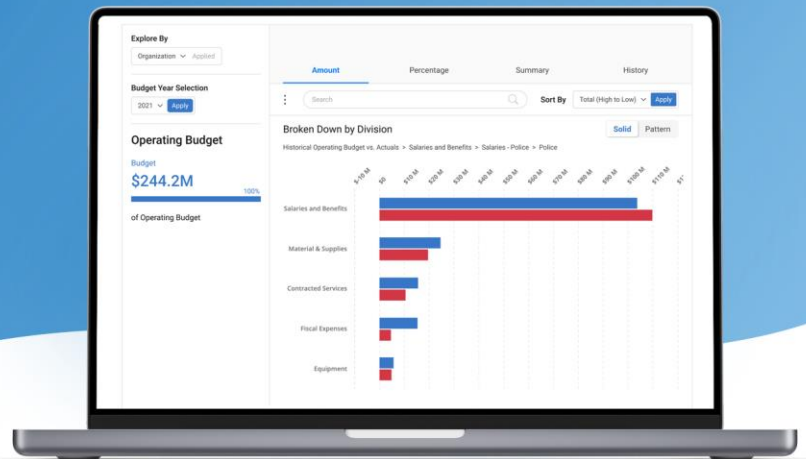 Explore By
Organization Applied
Budget Year Selection
2021 Apply
Operating Budget
Budget
$244.2M
100%
of Operating Budget
Amount Percentage Summary History
Search
Sort By Total (High to Low) Apply
Broken Down by Division
Solid Pattern
Historical Operating Budget vs. Actuals > Salaries and Benefits > Salaries - Police > Police
$-10 M $0 $10 M $20 M $30 M $40 M $50 M $60 M $70 M $80 M $90 M $100 M $110 M
Salaries and Benefits
Material & Supplies
Contracted Services
Fiscal Expenses
Equipment